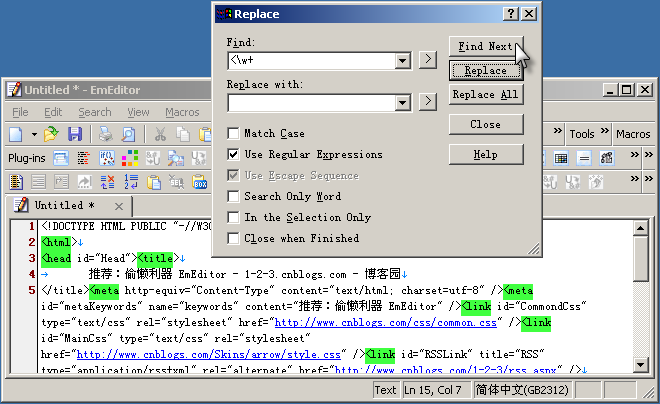 Replace
Find:
<\w+
Find Next
Replace
Replace with:
Replace All
Match Case
Close
Use Regular Expressions
Help
Use Escape Sequence
Search Only Word
In the Selection Only
Close when Finished
Untitled * - EmEditor
File Edit Search View Macros
Tools Macros
Plug-ins
Untitled *
1 <!DOCTYPE HTML PUBLIC "-//W3C
2 <html>↓
3 <head id="Head"><title>↓
4 → 推荐：偷懒利器 EmEditor - 1-2-3.cnblogs.com - 博客园↓
5 </title><meta http-equiv="Content-Type" content="text/html; charset=utf-8" /><meta
id="metaKeywords" name="keywords" content="推荐：偷懒利器 EmEditor" /><link id="CommondCss"
type="text/css" rel="stylesheet" href="http://www.cnblogs.com/css/common.css" /><link
id="MainCss" type="text/css" rel="stylesheet"
href="http://www.cnblogs.com/Skins/arrow/style.css" /><link id="RSSLink" title="RSS"
type="application/rss+xml" rel="alternate" href="http://www.cnblogs.com/1-2-3/rss.aspx" />
Text Ln 15, Col 7 简体中文(GB2312)